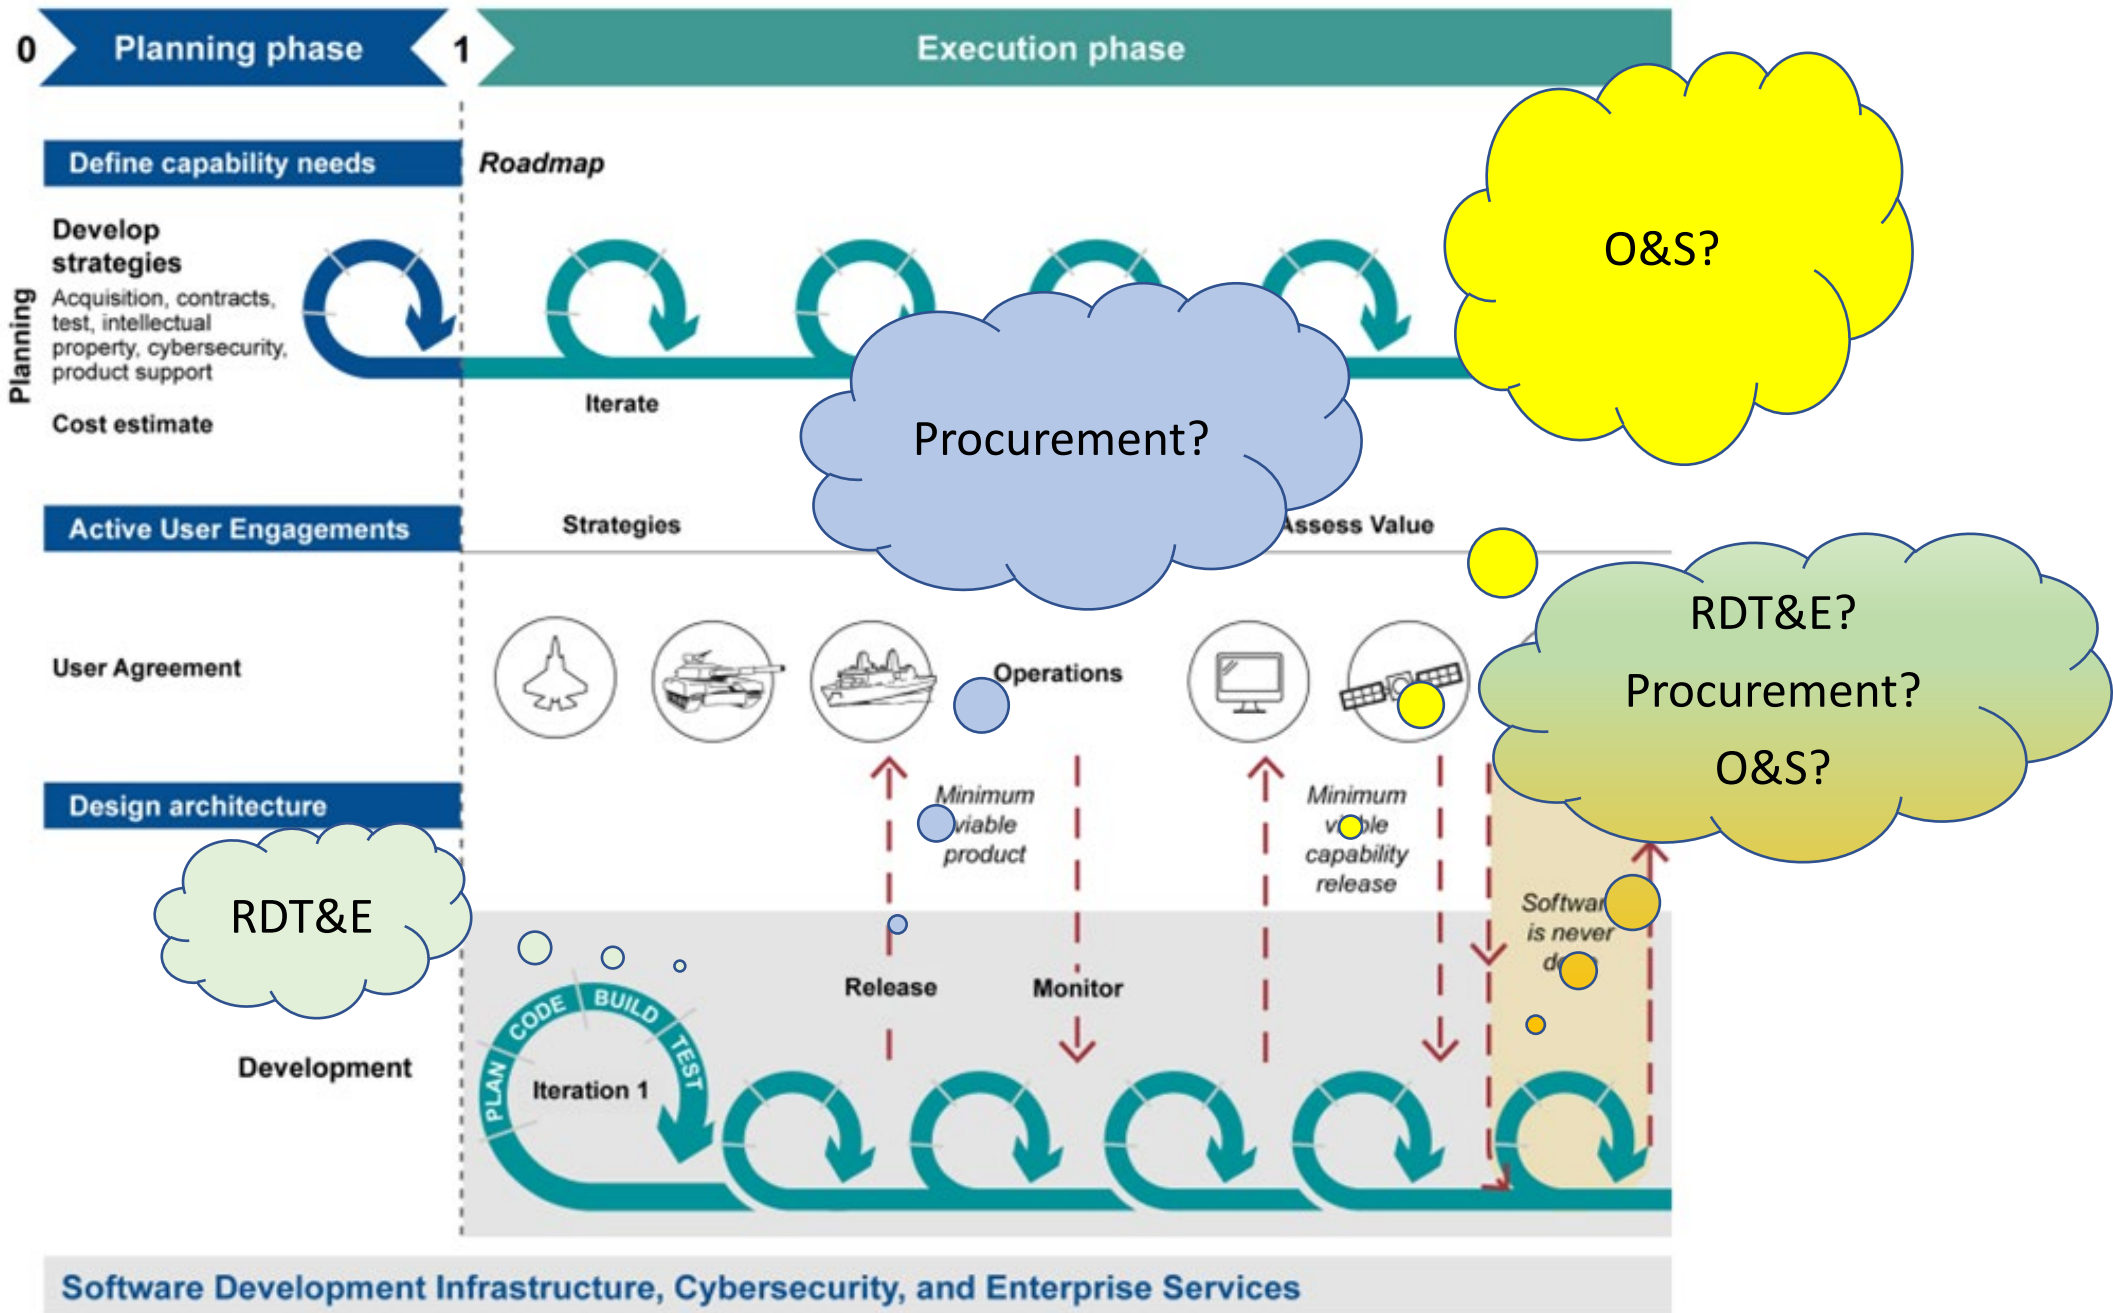 0
Planning phase
1
Execution phase
Define capability needs
Roadmap
Planning
Develop
strategies
Acquisition, contracts,
test, intellectual
property, cybersecurity,
product support
Cost estimate
Iterate
O&S?
Procurement?
Active User Engagements
Strategies
Assess Value
User Agreement
Operations
RDT&E?
Procurement?
O&S?
Design architecture
Minimum
viable
product
Minimum
capability
release
RDT&E
is never
Release
Monitor
Development
PLAN
CODE
BUILD
TEST
Iteration 1
Software Development Infrastructure, Cybersecurity, and Enterprise Services